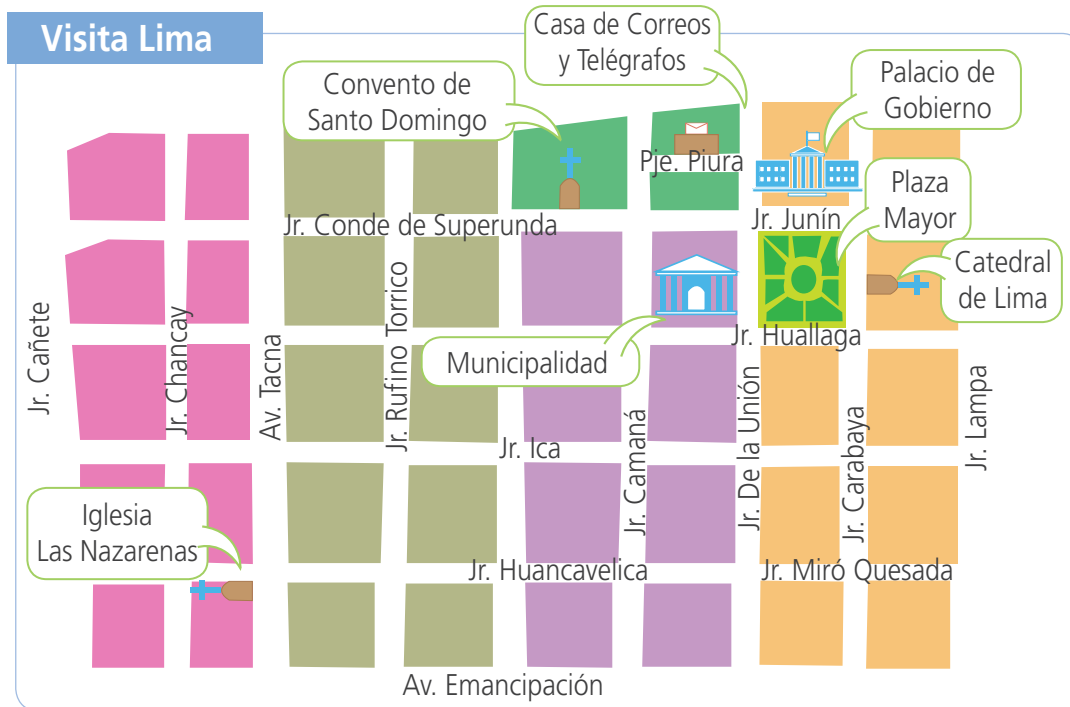 Visita Lima
Casa de Correos
y Telégrafos
Convento de
Santo Domingo
Palacio de
Gobierno
Pje. Piura
Plaza
Mayor
Jr. Conde de Superunda
Jr. Junín
Catedral
de Lima
Jr. Huallaga
Municipalidad
Jr. Cañete
Jr. Chancay
Av. Tacna
Jr. Rufino Torrico
Jr. Ica
Jr. Camaná
Jr. De la Unión
Jr. Carabaya
Jr. Lampa
Iglesia
Las Nazarenas
Jr. Huancavelica
Jr. Miró Quesada
Av. Emancipación